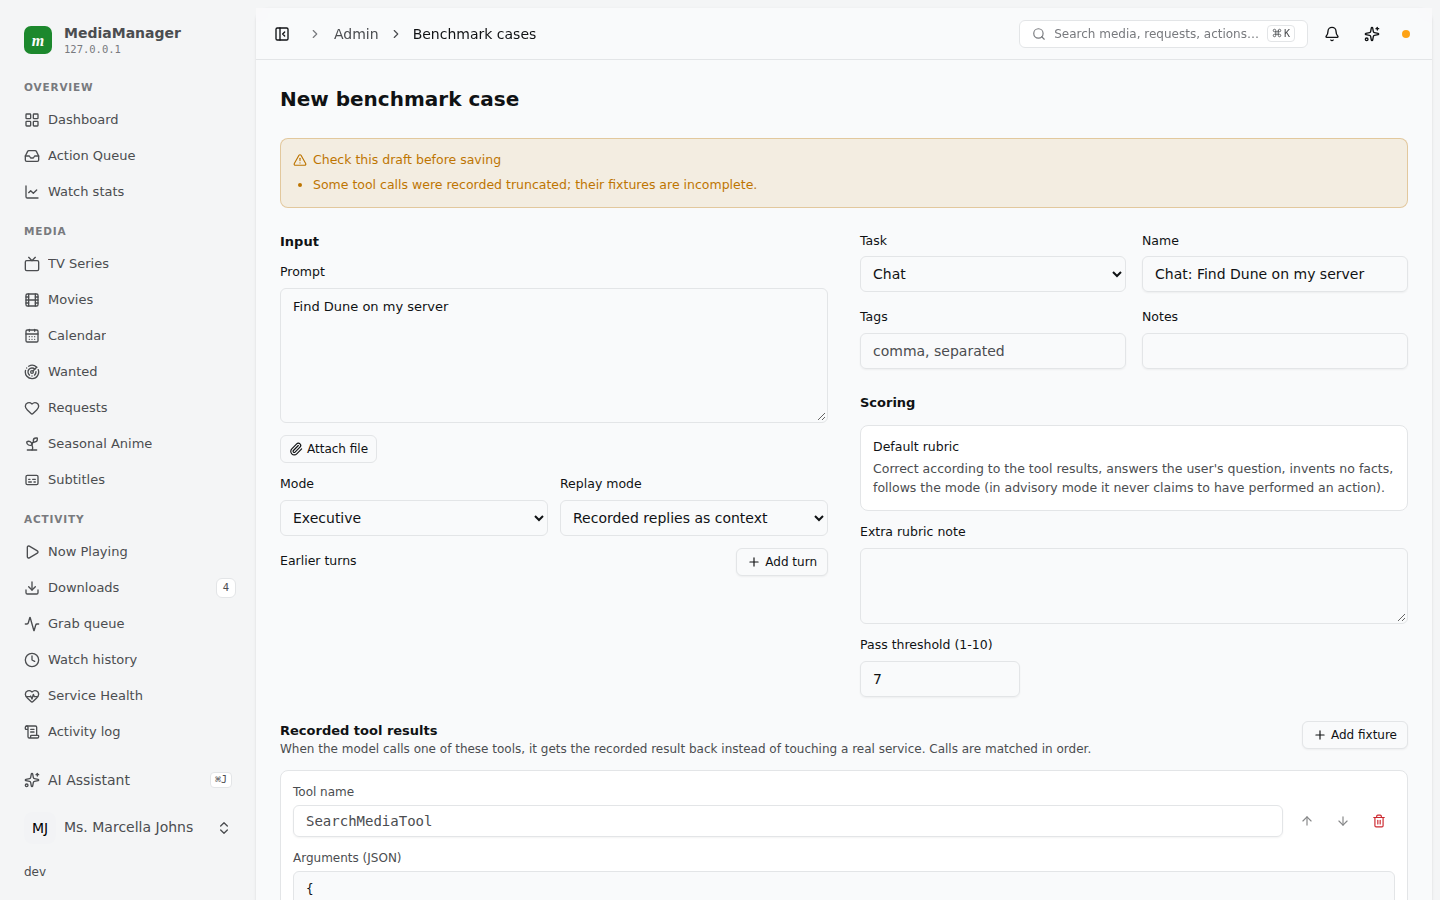 m
MediaManager
127.0.0.1
OVERVIEW
Dashboard
Action Queue
Watch stats
MEDIA
TV Series
Movies
Calendar
Wanted
Requests
Seasonal Anime
Subtitles
ACTIVITY
Now Playing
Downloads
4
Grab queue
Watch history
Service Health
Activity log
AI Assistant
⌘J
MJ
Ms. Marcella Johns
dev
Admin
Benchmark cases
Search media, requests, actions...
⌘K
New benchmark case
Check this draft before saving
• Some tool calls were recorded truncated; their fixtures are incomplete.
Input
Prompt
Find Dune on my server
Attach file
Mode
Replay mode
Executive
Recorded replies as context
Earlier turns
Add turn
Task
Name
Chat
Chat: Find Dune on my server
Tags
Notes
comma, separated
Scoring
Default rubric
Correct according to the tool results, answers the user's question, invents no facts,
follows the mode (in advisory mode it never claims to have performed an action).
Extra rubric note
Pass threshold (1-10)
7
Recorded tool results
When the model calls one of these tools, it gets the recorded result back instead of touching a real service. Calls are matched in order.
Add fixture
Tool name
SearchMediaTool
Arguments (JSON)
{